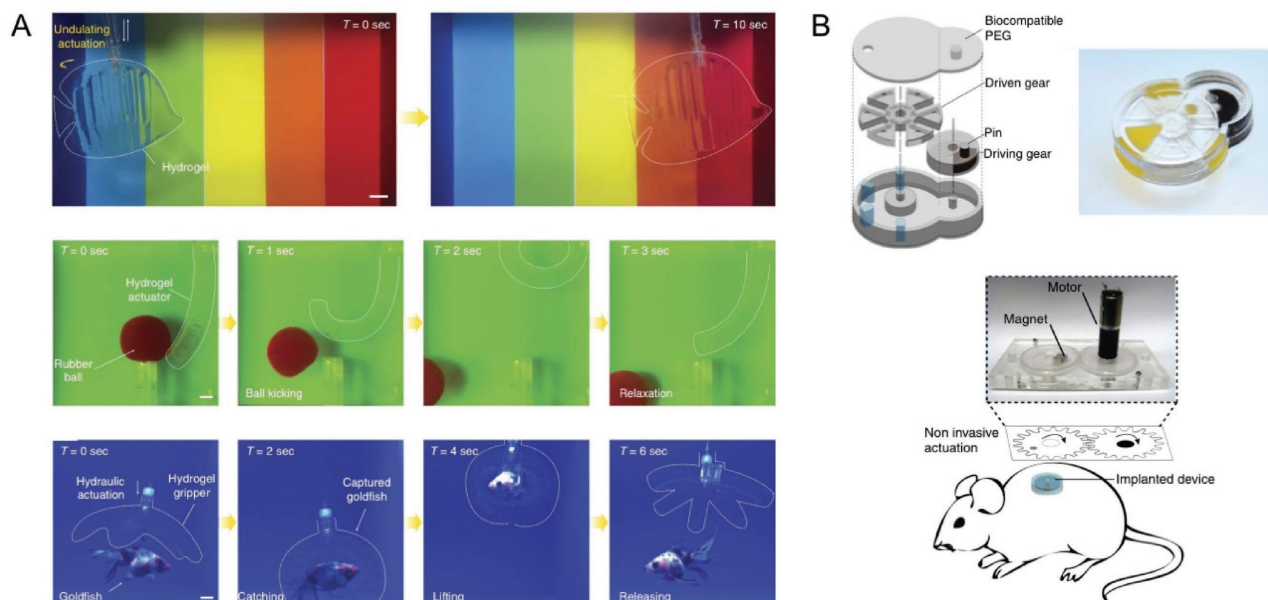 A
Undulating
actuation
T = 0 sec
Hydrogel
T = 10 sec
T = 0 sec
Hydrogel
actuator
Rubber
ball
T = 1 sec
Ball kicking
T = 2 sec
T = 3 sec
Relaxation
T = 0 sec
Hydraulic
actuation
Hydrogel
gripper
Goldfish
T = 2 sec
Captured
goldfish
Catching
T = 4 sec
Lifting
T = 6 sec
Releasing
B
Biocompatible
PEG
Driven gear
Pin
Driving gear
Motor
Magnet
Non invasive
actuation
Implanted device